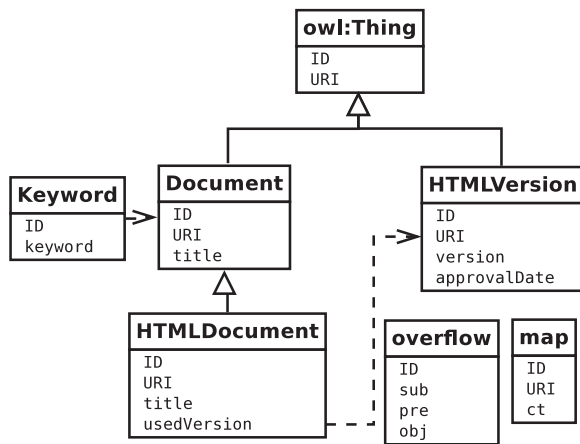 owl:Thing
ID
URI
Keyword
ID
keyword
Document
ID
URI
title
HTMLVersion
ID
URI
version
approvalDate
HTMLDocument
ID
URI
title
usedVersion
overflow
ID
sub
pre
obj
map
ID
URI
ct